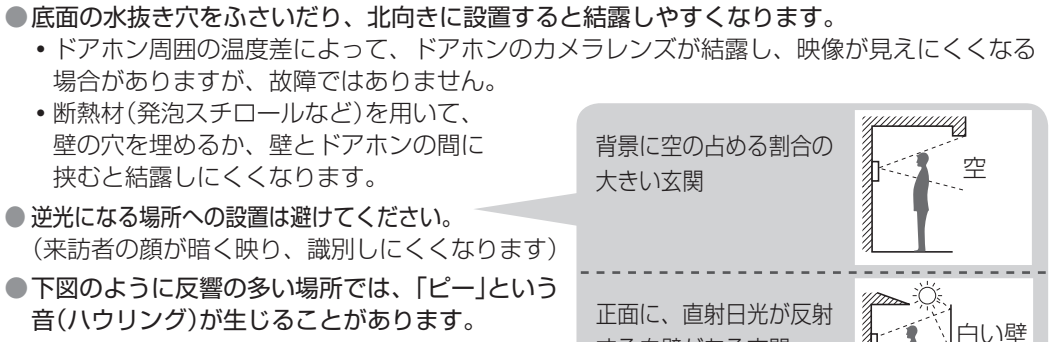 ●底面の水抜き穴をふさいだり、北向きに設置すると結露しやすくなります。
•ドアホン周囲の温度差によって、ドアホンのカメラレンズが結露し、映像が見えにくくなる
場合がありますが、故障ではありません。
•断熱材(発泡スチロールなど)を用いて、
壁の穴を埋めるか、壁とドアホンの間に
挟むと結露しにくくなります。
●逆光になる場所への設置は避けてください。
(来訪者の顔が暗く映り、識別しにくくなります)
●下図のように反響の多い場所では、「ピー」という
音(ハウリング)が生じることがあります。
背景に空の占める割合の
大きい玄関
空
正面に、直射日光が反射
白い壁